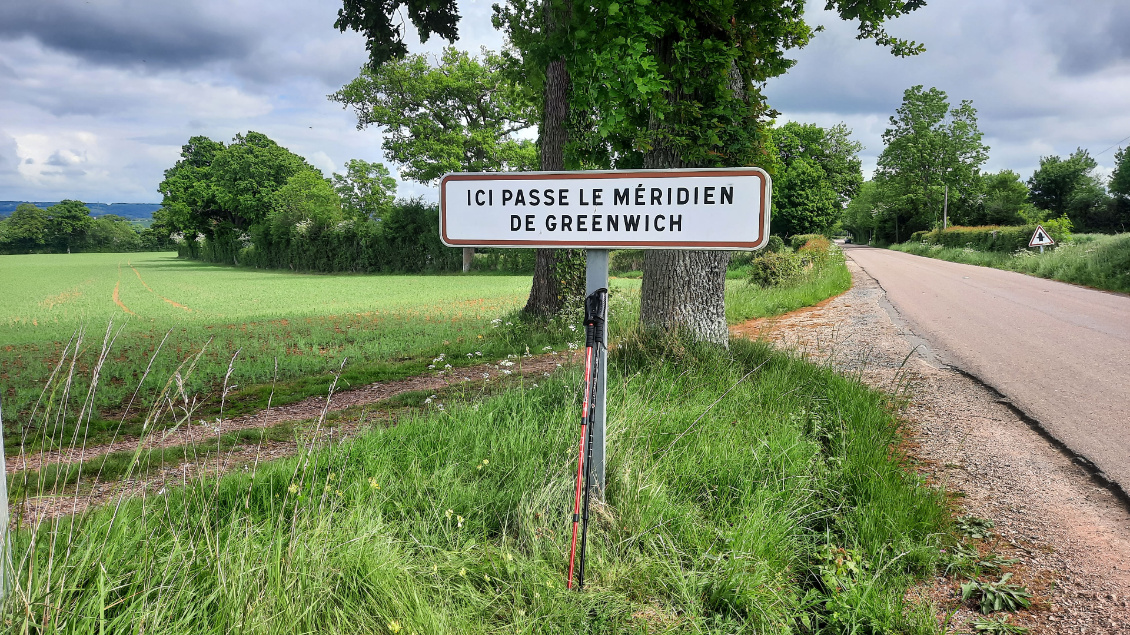 ICI PASSE LE MÉRIDIEN
DE GREENWICH